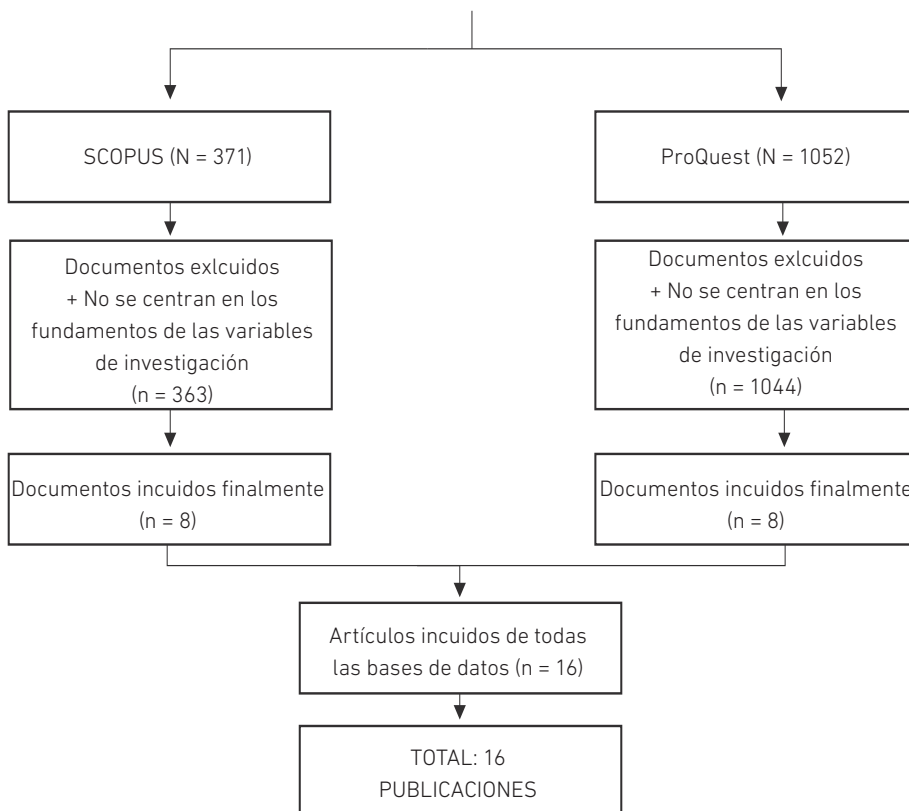 SCOPUS (N = 371)
ProQuest (N = 1052)
Documentos exlcuidos
+ No se centran en los
fundamentos de las variables
de investigación
(n = 363)
Documentos exlcuidos
+ No se centran en los
fundamentos de las variables
de investigación
(n = 1044)
Documentos incuidos finalmente
(n = 8)
Documentos incuidos finalmente
(n = 8)
Artículos incuidos de todas
las bases de datos (n = 16)
TOTAL: 16
PUBLICACIONES